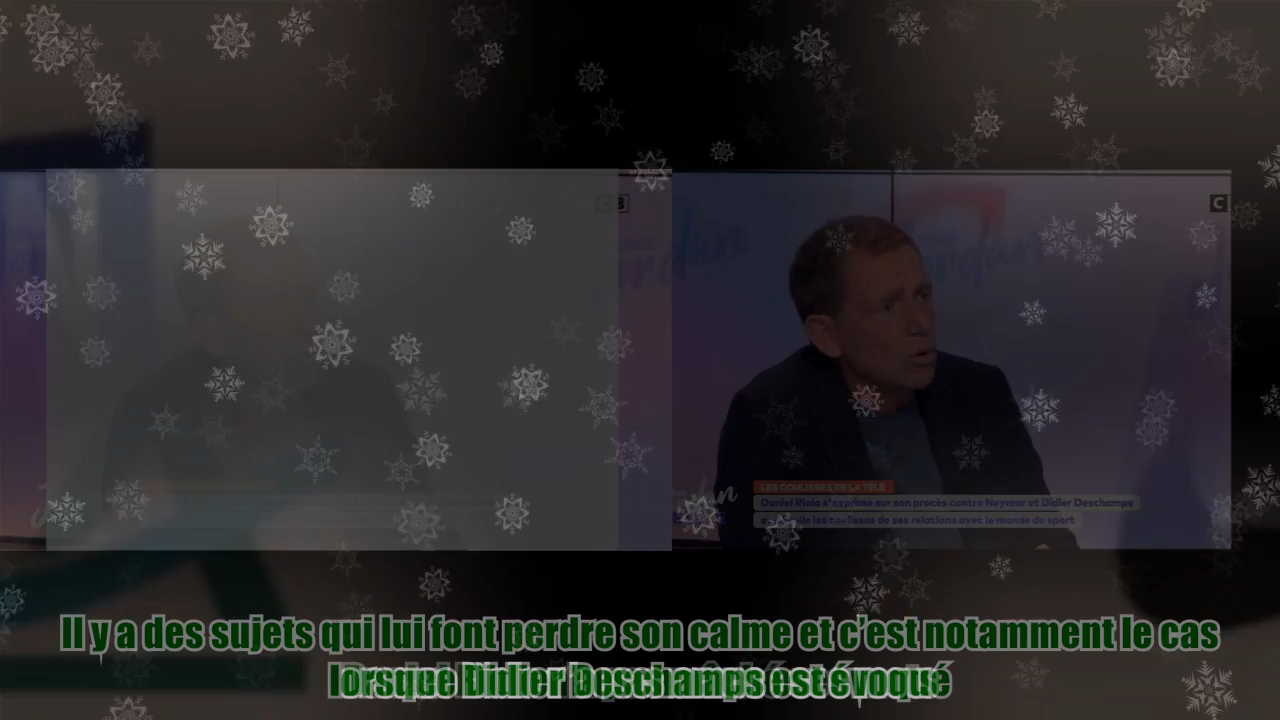 C
LES COULISSES DE LA TÉLÉ
Daniel Riolo s'exprime sur son procès contre Neymar et Didier Deschamps
les coulisses de ses relations avec le monde du sport
Il y a des sujets qui lui font perdre son calme et c'est notamment le cas
lorsque Didier Deschamps est évoqué